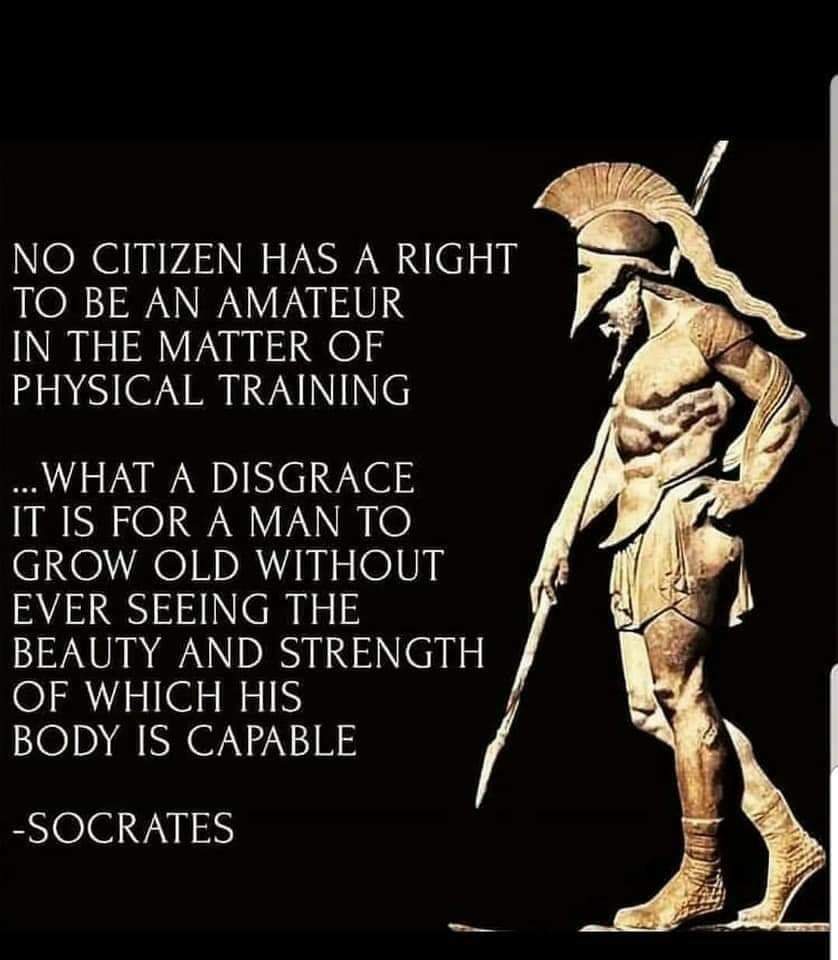 NO CITIZEN HAS A RIGHT
TO BE AN AMATEUR
IN THE MATTER OF
PHYSICAL TRAINING
...WHAT A DISGRACE
IT IS FOR A MAN TO
GROW OLD WITHOUT
EVER SEEING THE
BEAUTY AND STRENGTH
OF WHICH HIS
BODY IS CAPABLE
-SOCRATES